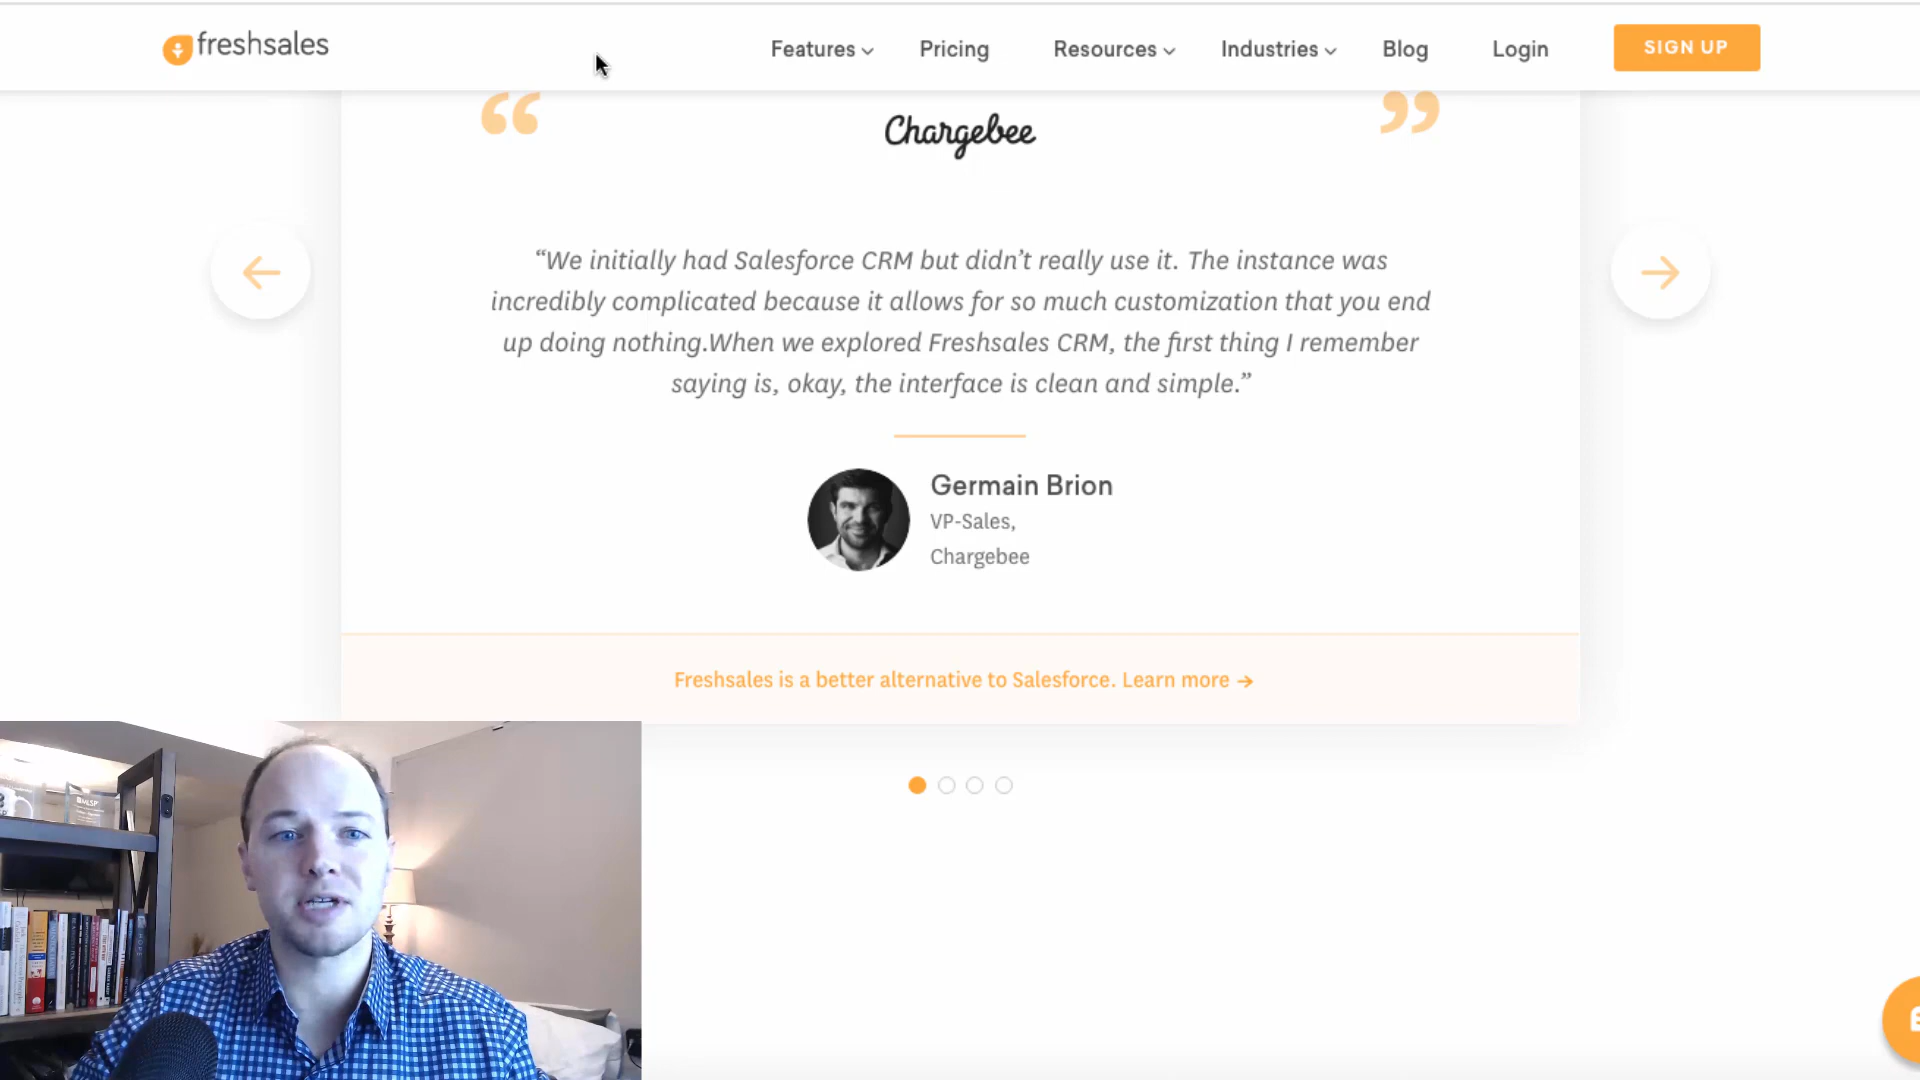 freshsales
Features
Pricing
Resources
Industries
Blog
Login
SIGN UP
“
”
Chargebee
“We initially had Salesforce CRM but didn’t really use it. The instance was
incredibly complicated because it allows for so much customization that you end
up doing nothing.When we explored Freshsales CRM, the first thing I remember
saying is, okay, the interface is clean and simple.”
Germain Brion
VP-Sales,
Chargebee
Freshsales is a better alternative to Salesforce. Learn more →
MLSP